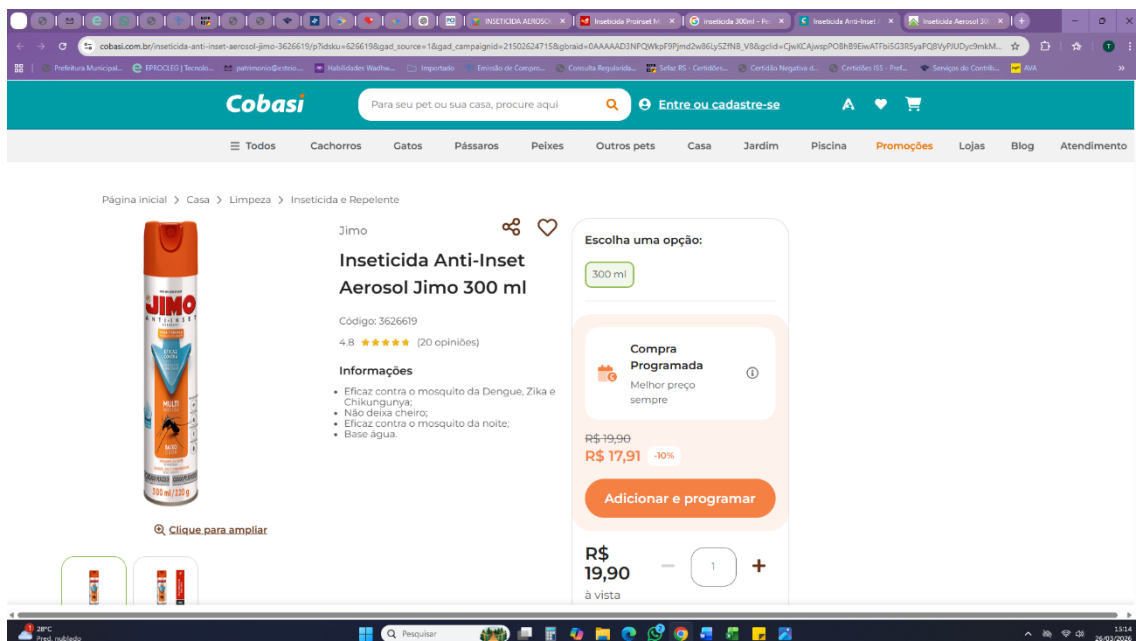 INSETICIDA AEROSOL
Inseticida Proinset M
inseticida 300ml - Pe
Inseticida Anti-Inset
Inseticida Aerosol 30
cobasi.com.br/inseticida-anti-inset-aerosol-jimo-3626619/p?idsku=626619&gad_source=1&gad_campaignid=21502624715&gbraid=
Prefeitura Municipal...
EPROCLEG | Tecnolo...
patrimonio@esteio...
Habilidades Wadhw...
Importado
Emissão de Compro...
Consulta Regularida...
Sefaz RS - Certidões...
Certidão Negativa d...
Certidões ISS - Pref...
Serviços do Contrib...
AVA
Cobasi
Para seu pet ou sua casa, procure aqui
Entre ou cadastre-se
Todos
Cachorros
Gatos
Pássaros
Peixes
Outros pets
Casa
Jardim
Piscina
Promoções
Lojas
Blog
Atendimento
Página inicial > Casa > Limpeza > Inseticida e Repelente
JIMO
ANTI-INSET
EFICAZ
CONTRA
MULTI
BAIXO
300 ml/220 g
Clique para ampliar
Jimo
Inseticida Anti-Inset
Aerosol Jimo 300 ml
Código: 3626619
4.8 ★★★★★ (20 opiniões)
Informações
• Eficaz contra o mosquito da Dengue, Zika e
Chikungunya;
• Não deixa cheiro;
• Eficaz contra o mosquito da noite;
• Base água.
Escolha uma opção:
300 ml
Compra
Programada
Melhor preço
sempre
R$ 19,90
R$ 17,91 -10%
Adicionar e programar
R$
19,90
à vista
1
28°C
Pred. nublado
Pesquisar
15:14
26/03/2026